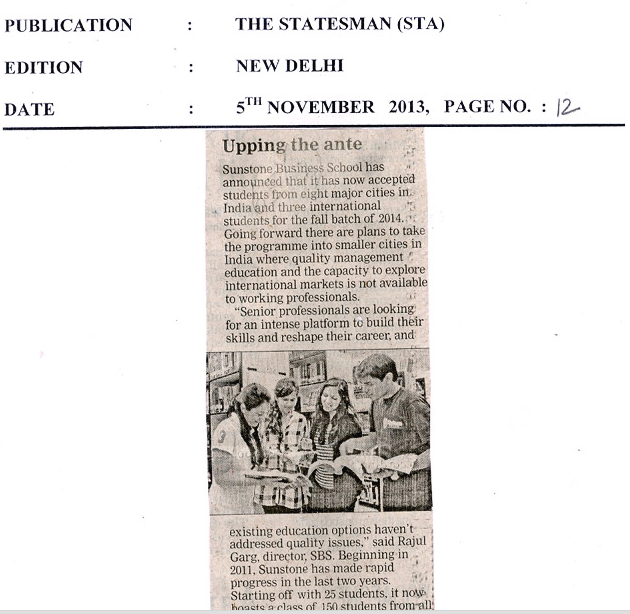 PUBLICATION : THE STATESMAN (STA)
EDITION : NEW DELHI
DATE : 5TH NOVEMBER 2013, PAGE NO. : 12
Upping the ante
Sunstone Business School has
announced that it has now accepted
students from eight major cities in
India and three international
students for the fall batch of 2014.
Going forward there are plans to take
the programme into smaller cities in
India where quality management
education and the capacity to explore
international markets is not available
to working professionals.
"Senior professionals are looking
for an intense platform to build their
skills and reshape their career, and
existing education options haven't
addressed quality issues," said Rajul
Garg, director, SBS. Beginning in
2011, Sunstone has made rapid
progress in the last two years.
Starting off with 25 students, it now
boasts a class of 150 students from all